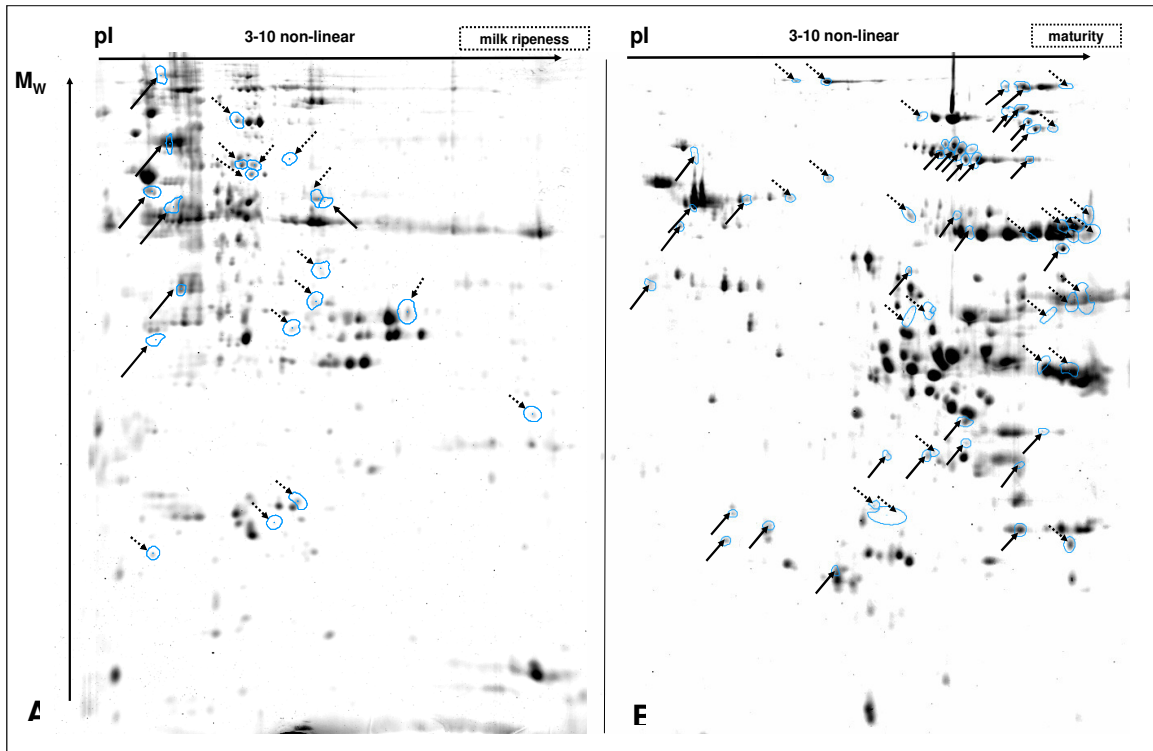 pI
3-10 non-linear
milk ripeness
Mw
A
pI
3-10 non-linear
maturity